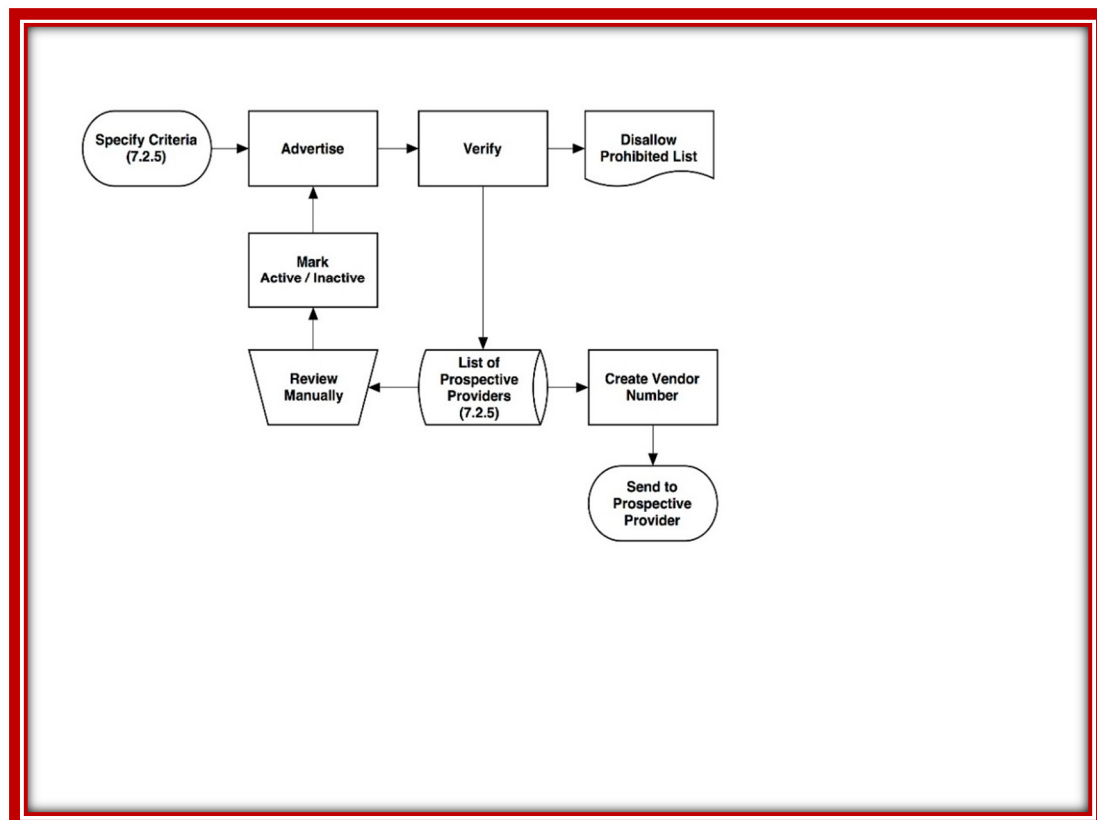 Specify Criteria
(7.2.5)
Advertise
Verify
Disallow
Prohibited List
Mark
Active / Inactive
Review
Manually
List of
Prospective
Providers
(7.2.5)
Create Vendor
Number
Send to
Prospective
Provider